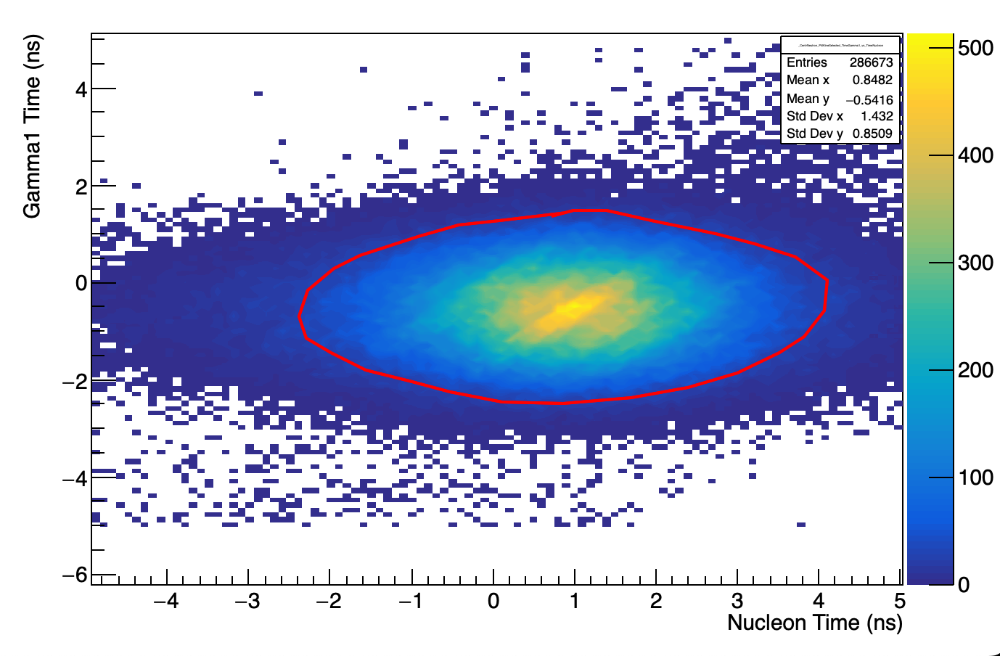 _CentrNeutron_Pi0KineSelected_TimeGamma1_vs_TimeNucleon
Entries 286673
Mean x 0.8482
Mean y −0.5416
Std Dev x 1.432
Std Dev y 0.8509
Gamma1 Time (ns)
4
2
0
−2
−4
−6
−4 −3 −2 −1 0 1 2 3 4 5
Nucleon Time (ns)
500
400
300
200
100
0